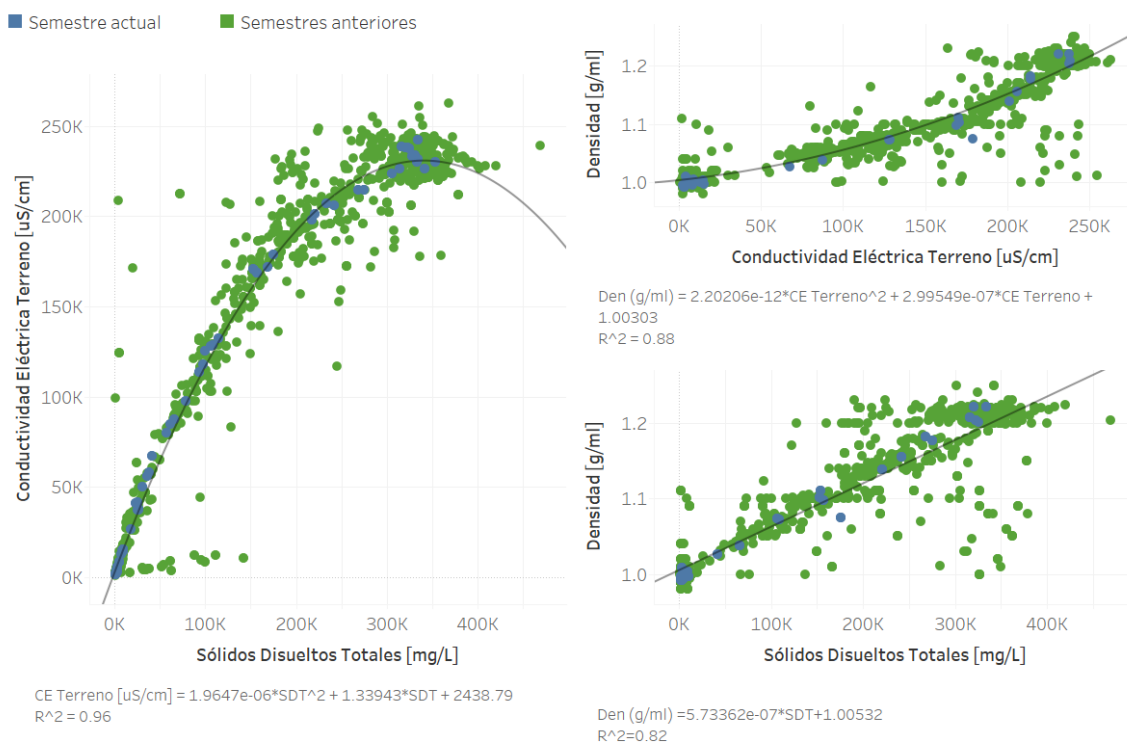 Semestre actual
Semestres anteriores
Conductividad Eléctrica Terreno [uS/cm]
250K
200K
150K
100K
50K
0K
0K 100K 200K 300K 400K
Sólidos Disueltos Totales [mg/L]
CE Terreno [uS/cm] = 1.9647e-06*SDT^2 + 1.33943*SDT + 2438.79
R^2 = 0.96
Densidad [g/ml]
1.2
1.1
1.0
0K 50K 100K 150K 200K 250K
Conductividad Eléctrica Terreno [uS/cm]
Den (g/ml) = 2.20206e-12*CE Terreno^2 + 2.99549e-07*CE Terreno +
1.00303
R^2 = 0.88
Densidad [g/ml]
1.2
1.1
1.0
0K 100K 200K 300K 400K
Sólidos Disueltos Totales [mg/L]
Den (g/ml) =5.73362e-07*SDT+1.00532
R^2=0.82